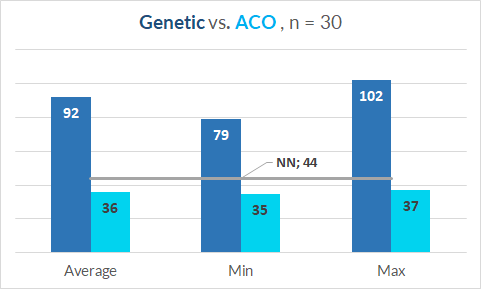 Genetic vs. ACO , n = 30
102
92
79
NN; 44
36
35
37
Average
Min
Max